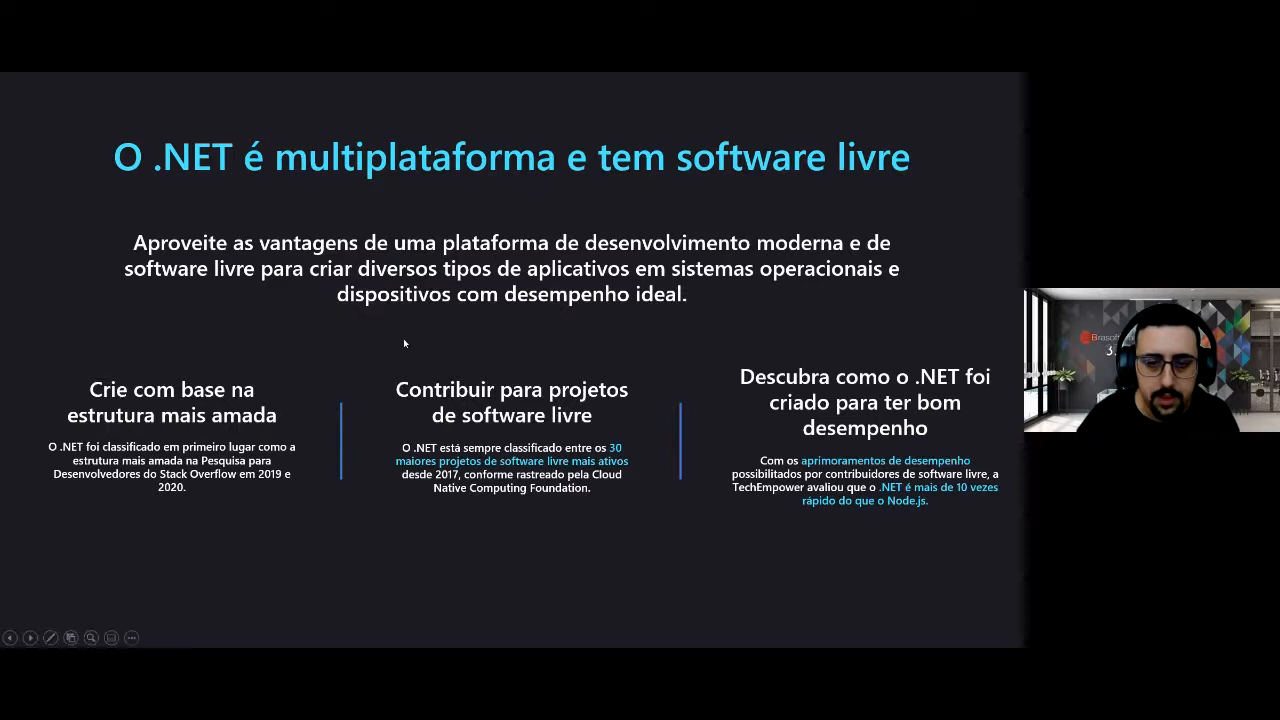 O .NET é multiplataforma e tem software livre
Aproveite as vantagens de uma plataforma de desenvolvimento moderna e de
software livre para criar diversos tipos de aplicativos em sistemas operacionais e
dispositivos com desempenho ideal.
Crie com base na
estrutura mais amada
O .NET foi classificado em primeiro lugar como a
estrutura mais amada na Pesquisa para
Desenvolvedores do Stack Overflow em 2019 e
2020.
Contribuir para projetos
de software livre
O .NET está sempre classificado entre os 30
maiores projetos de software livre mais ativos
desde 2017, conforme rastreado pela Cloud
Native Computing Foundation.
Descubra como o .NET foi
criado para ter bom
desempenho
Com os aprimoramentos de desempenho
possibilitados por contribuidores de software livre, a
TechEmpower avaliou que o .NET é mais de 10 vezes
rápido do que o Node.js.